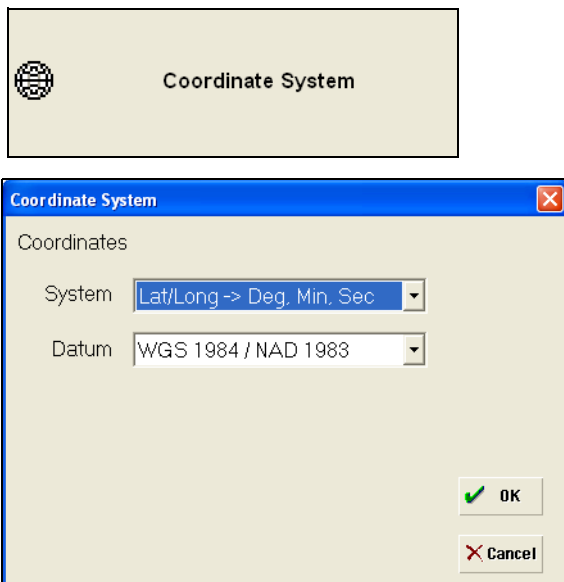 Coordinate System
Coordinate System
Coordinates
System Lat/Long -> Deg, Min, Sec
Datum WGS 1984 / NAD 1983
OK
Cancel